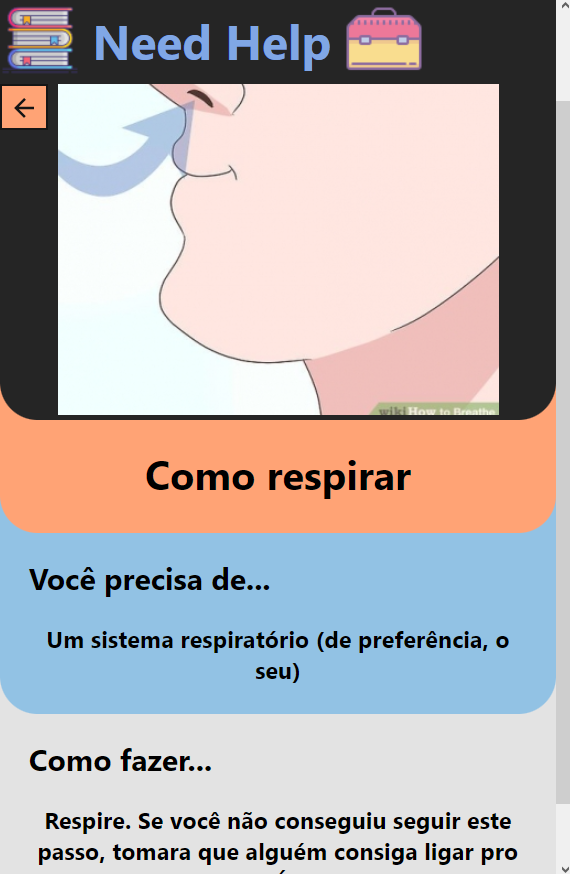 Need Help
wikiHow to Breathe
Como respirar
Você precisa de...
Um sistema respiratório (de preferência, o
seu)
Como fazer...
Respire. Se você não conseguiu seguir este
passo, tomara que alguém consiga ligar pro